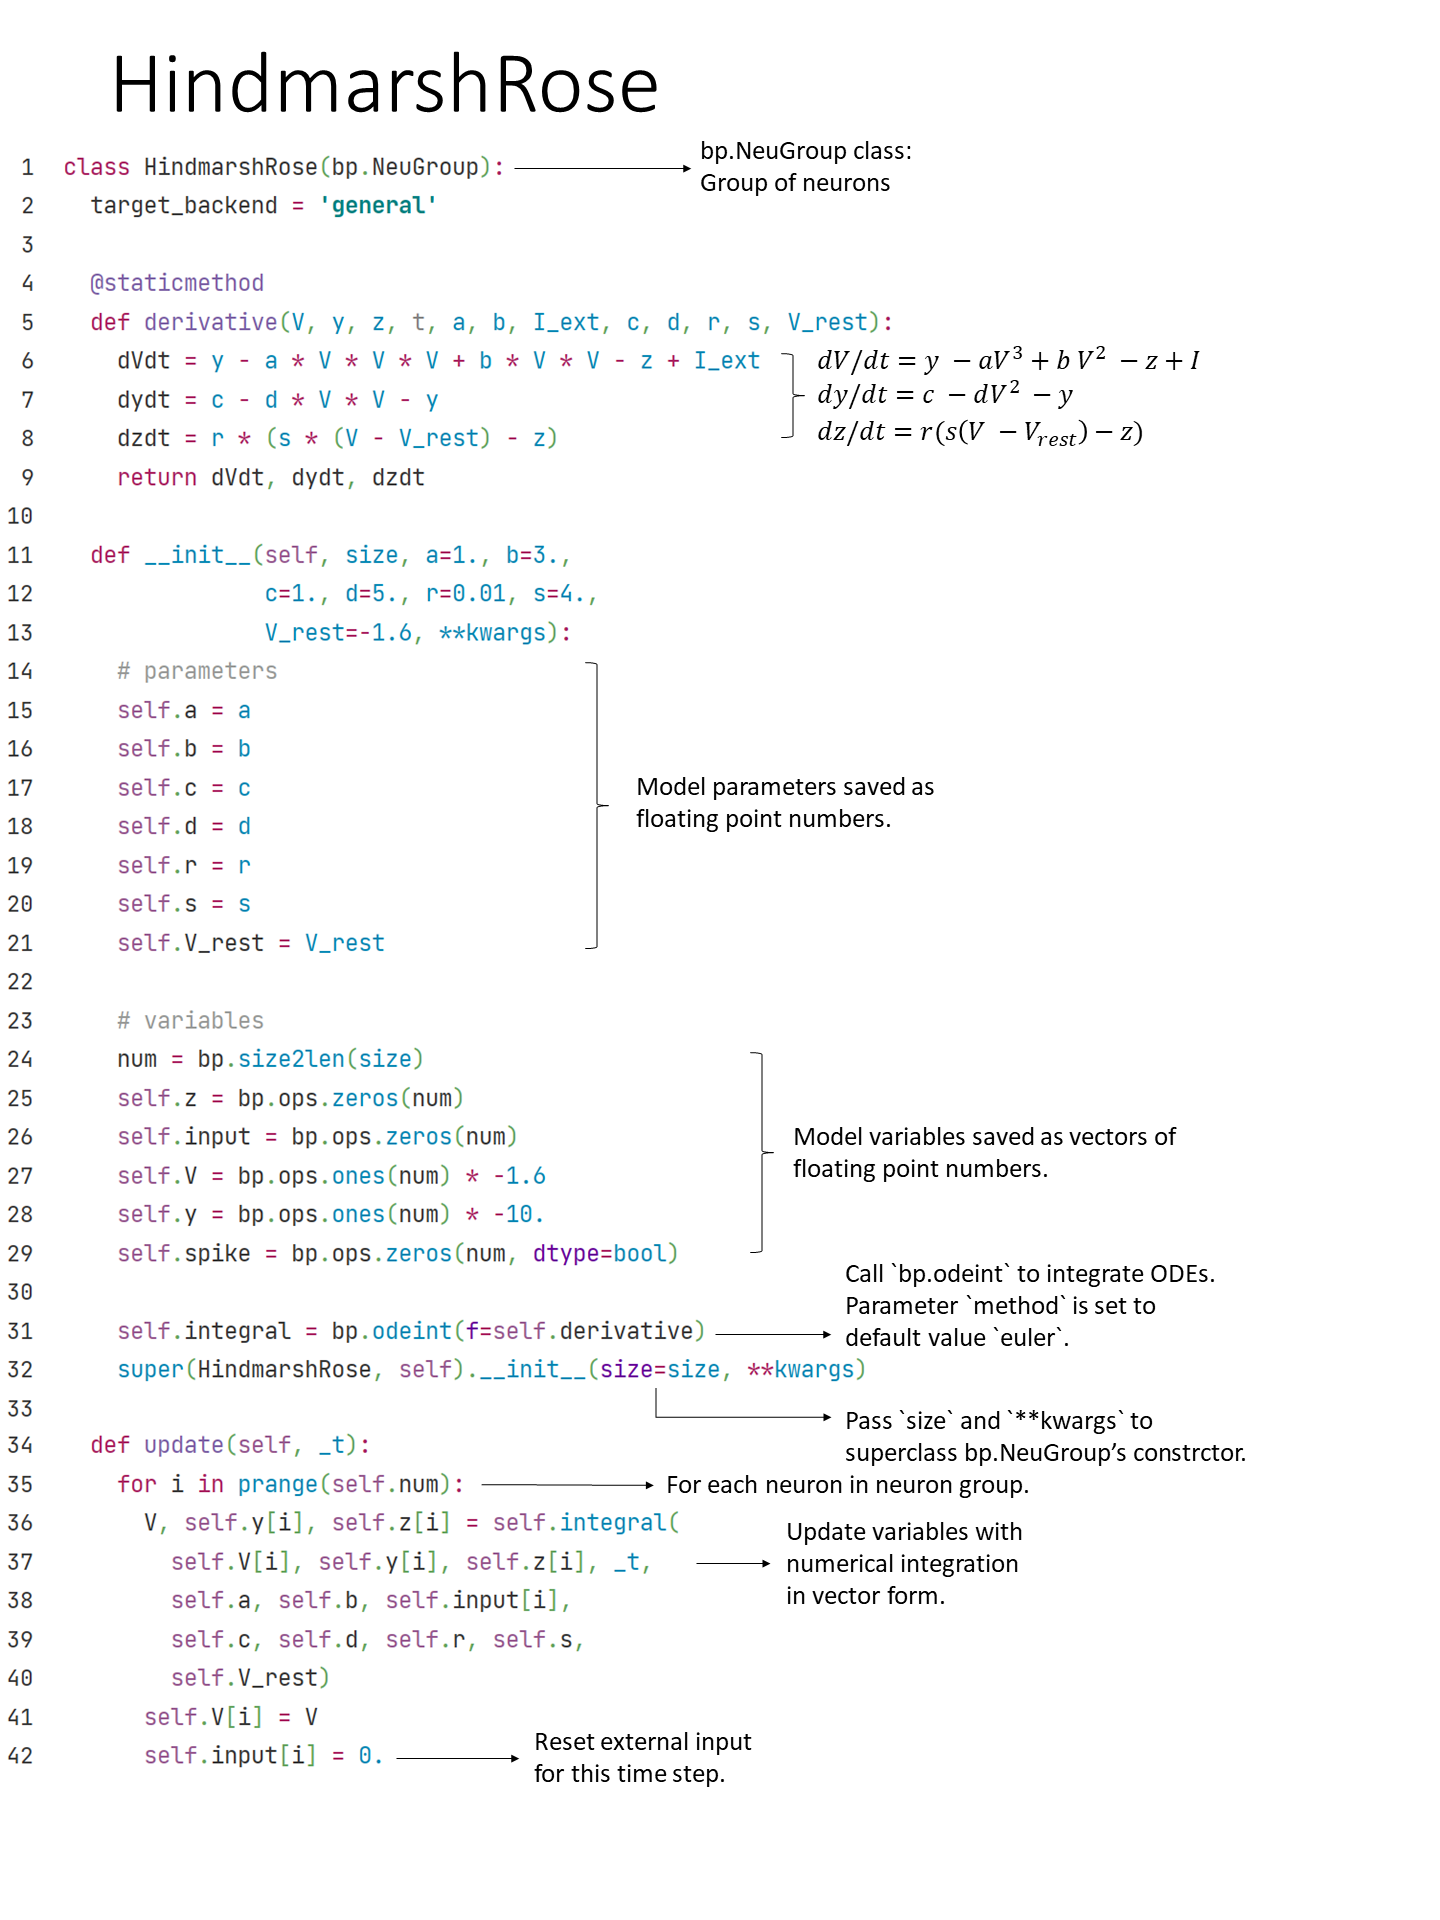 HindmarshRose
1 class HindmarshRose(bp.NeuGroup):
bp.NeuGroup class:
Group of neurons
2 target_backend = 'general'
3
4 @staticmethod
5 def derivative(V, y, z, t, a, b, I_ext, c, d, r, s, V_rest):
6 dVdt = y - a * V * V * V + b * V * V - z + I_ext
dV/dt = y − aV³ + b V² − z + I
7 dydt = c - d * V * V - y
dy/dt = c − dV² − y
8 dzdt = r * (s * (V - V_rest) - z)
dz/dt = r(s(V − V_rest) − z)
9 return dVdt, dydt, dzdt
10
11 def __init__(self, size, a=1., b=3.,
12 c=1., d=5., r=0.01, s=4.,
13 V_rest=-1.6, **kwargs):
14 # parameters
15 self.a = a
16 self.b = b
17 self.c = c
18 self.d = d
19 self.r = r
20 self.s = s
21 self.V_rest = V_rest
Model parameters saved as
floating point numbers.
22
23 # variables
24 num = bp.size2len(size)
25 self.z = bp.ops.zeros(num)
26 self.input = bp.ops.zeros(num)
27 self.V = bp.ops.ones(num) * -1.6
28 self.y = bp.ops.ones(num) * -10.
29 self.spike = bp.ops.zeros(num, dtype=bool)
Model variables saved as vectors of
floating point numbers.
30
31 self.integral = bp.odeint(f=self.derivative)
Call `bp.odeint` to integrate ODEs.
Parameter `method` is set to
default value `euler`.
32 super(HindmarshRose, self).__init__(size=size, **kwargs)
33
Pass `size` and `**kwargs` to
superclass bp.NeuGroup’s constrctor.
34 def update(self, _t):
35 for i in prange(self.num):
For each neuron in neuron group.
36 V, self.y[i], self.z[i] = self.integral(
37 self.V[i], self.y[i], self.z[i], _t,
38 self.a, self.b, self.input[i],
39 self.c, self.d, self.r, self.s,
40 self.V_rest)
Update variables with
numerical integration
in vector form.
41 self.V[i] = V
42 self.input[i] = 0.
Reset external input
for this time step.